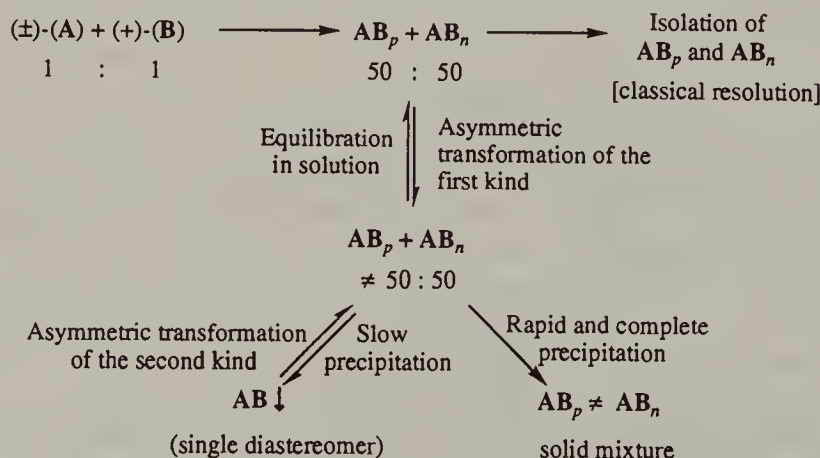 (±)-(A) + (+)-(B)
1 : 1
AB_p + AB_n
50 : 50
Isolation of
AB_p and AB_n
[classical resolution]
Equilibration
in solution
Asymmetric
transformation of the
first kind
AB_p + AB_n
≠ 50 : 50
Asymmetric transformation
of the second kind
Slow
precipitation
Rapid and complete
precipitation
AB↓
(single diastereomer)
AB_p ≠ AB_n
solid mixture